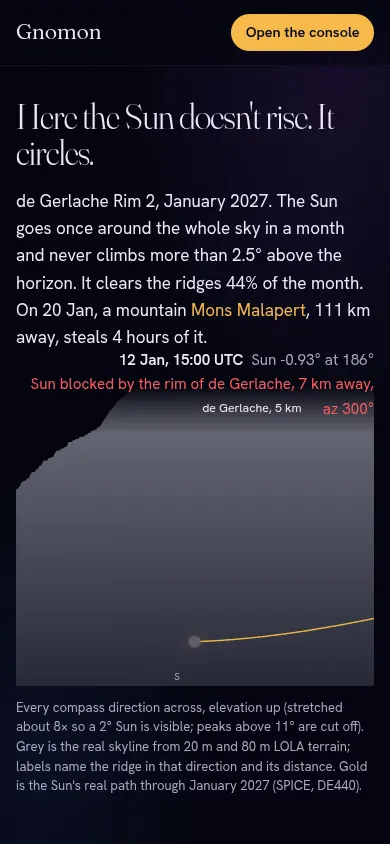 Gnomon
Open the console
Here the Sun doesn't rise. It
circles.
de Gerlache Rim 2, January 2027. The Sun
goes once around the whole sky in a month
and never climbs more than 2.5° above the
horizon. It clears the ridges 44% of the month.
On 20 Jan, a mountain Mons Malapert, 111 km
away, steals 4 hours of it.
12 Jan, 15:00 UTC Sun -0.93° at 186°
Sun blocked by the rim of de Gerlache, 7 km away,
az 300°
de Gerlache, 5 km
S
Every compass direction across, elevation up (stretched
about 8× so a 2° Sun is visible; peaks above 11° are cut off).
Grey is the real skyline from 20 m and 80 m LOLA terrain;
labels name the ridge in that direction and its distance. Gold
is the Sun's real path through January 2027 (SPICE, DE440).